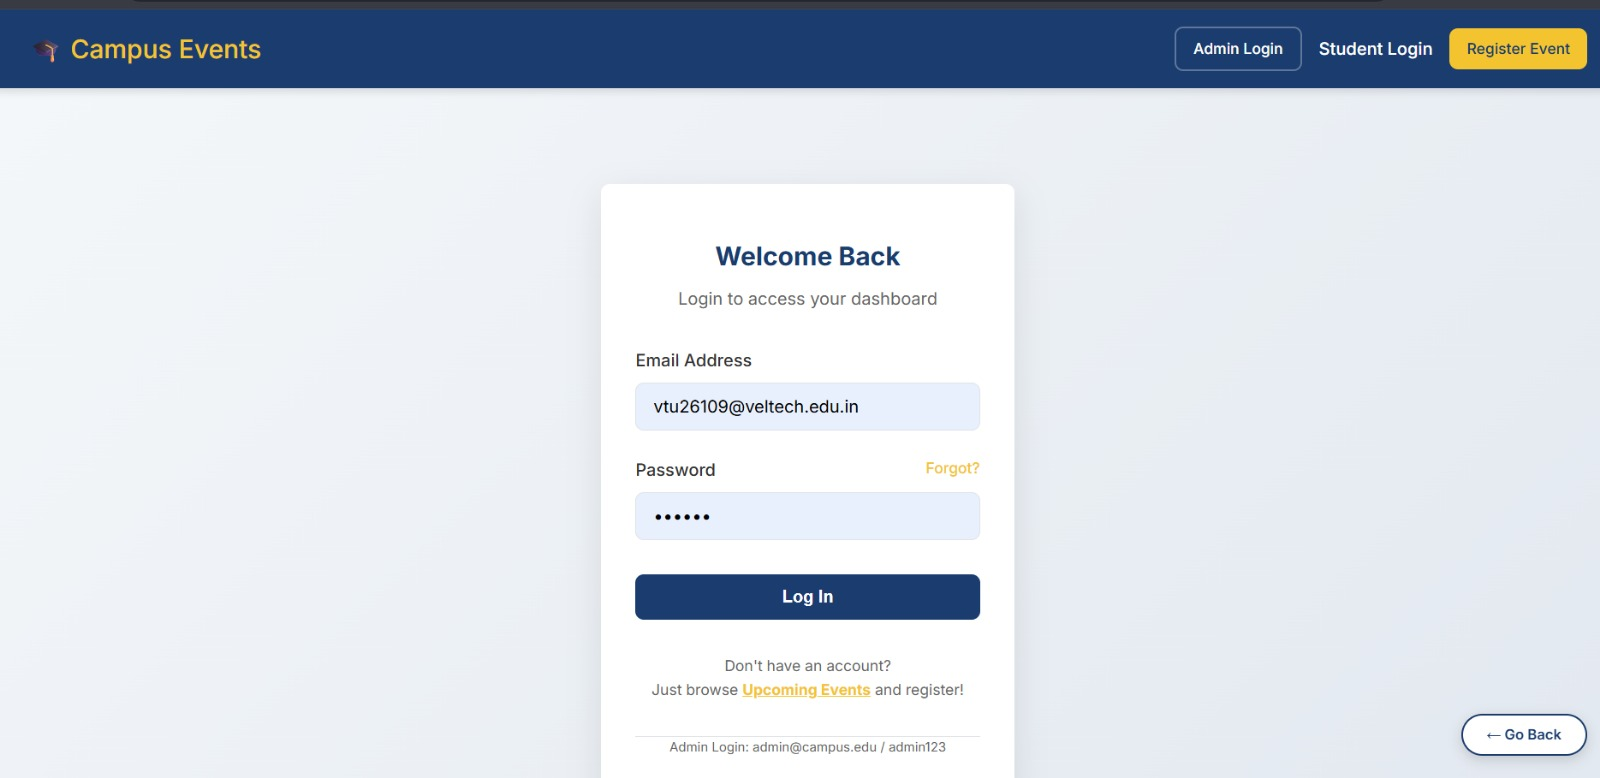 Campus Events
Admin Login
Student Login
Register Event
Welcome Back
Login to access your dashboard
Email Address
vtu26109@veltech.edu.in
Password
Forgot?
••••••
Log In
Don't have an account?
Just browse Upcoming Events and register!
Admin Login: admin@campus.edu / admin123
← Go Back